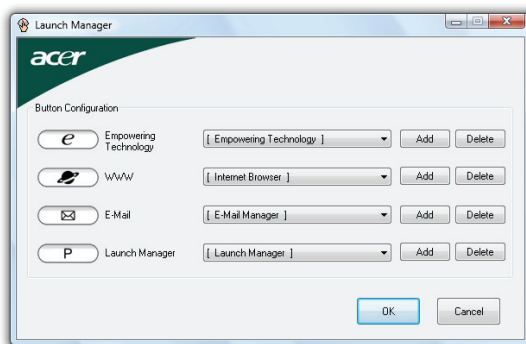 Launch Manager
acer
Button Configuration
e Empowering Technology [ Empowering Technology ] Add Delete
WWW [ Internet Browser ] Add Delete
E-Mail [ E-Mail Manager ] Add Delete
P Launch Manager [ Launch Manager ] Add Delete
OK Cancel